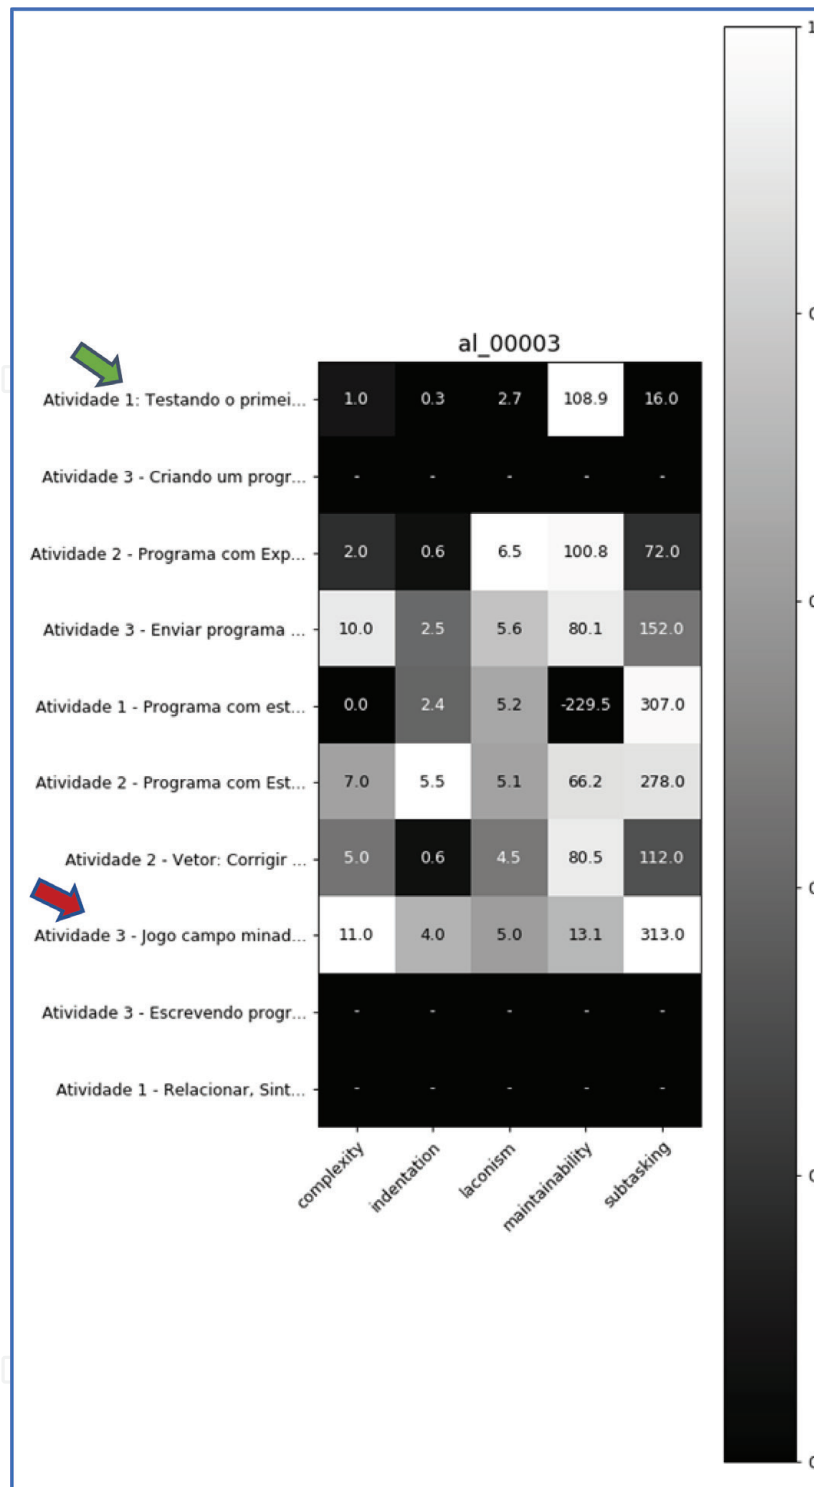 1
al_00003
Atividade 1: Testando o primei... 1.0 0.3 2.7 108.9 16.0
Atividade 3 - Criando um progr... - - - - -
Atividade 2 - Programa com Exp... 2.0 0.6 6.5 100.8 72.0
Atividade 3 - Enviar programa ... 10.0 2.5 5.6 80.1 152.0
Atividade 1 - Programa com est... 0.0 2.4 5.2 -229.5 307.0
Atividade 2 - Programa com Est... 7.0 5.5 5.1 66.2 278.0
Atividade 2 - Vetor: Corrigir ... 5.0 0.6 4.5 80.5 112.0
Atividade 3 - Jogo campo minad... 11.0 4.0 5.0 13.1 313.0
Atividade 3 - Escrevendo progr... - - - - -
Atividade 1 - Relacionar, Sint... - - - - -
complexity indentation laconism maintainability subtasking